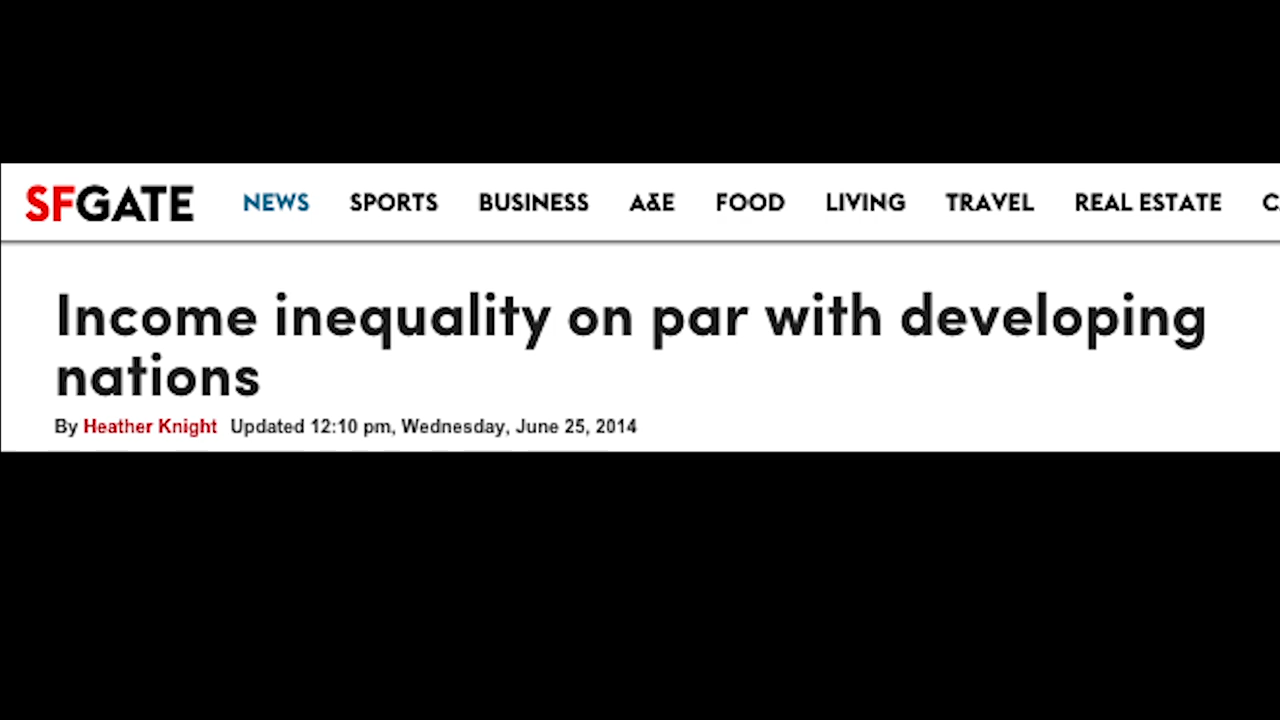 SFGATE NEWS SPORTS BUSINESS A&E FOOD LIVING TRAVEL REAL ESTATE
Income inequality on par with developing
nations
By Heather Knight Updated 12:10 pm, Wednesday, June 25, 2014